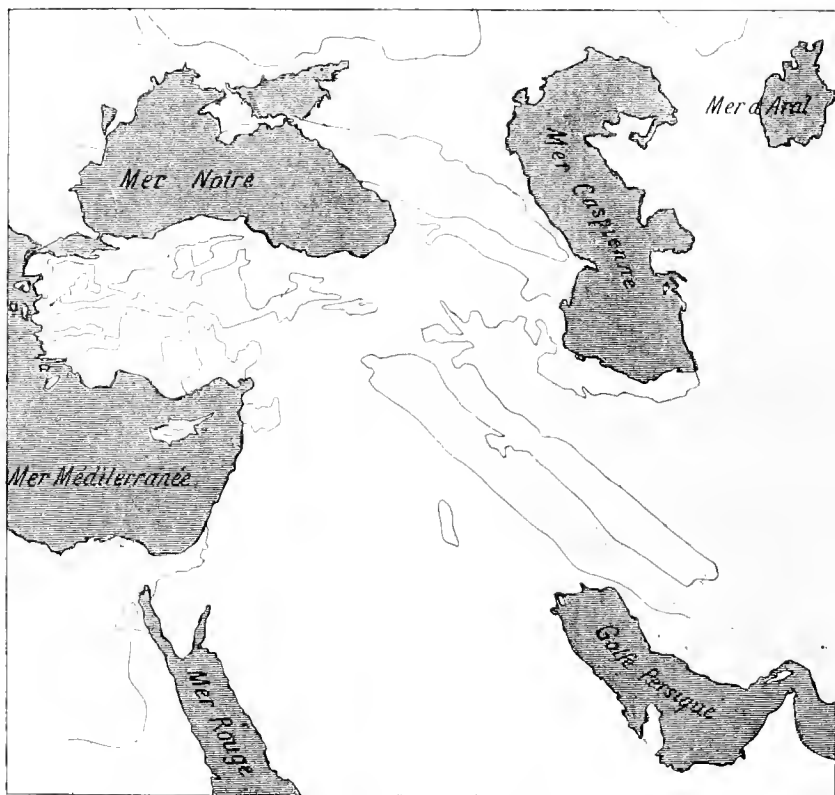 Mer d'Aral
Mer Noire
Mer Caspienne
Mer Méditerranée
Golfe Persique
Mer Rouge